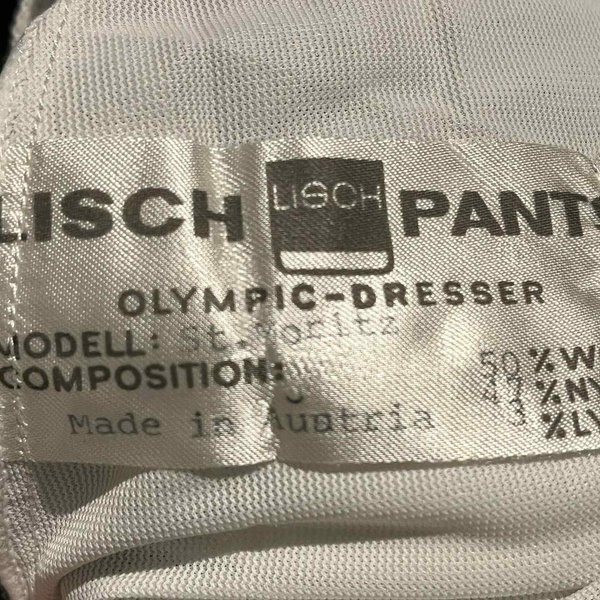 LISCH LISCH PANTS
OLYMPIC-DRESSER
MODELL: St.Moritz
COMPOSITION: 50 % W
47 % NY
Made in Austria 3 % LY